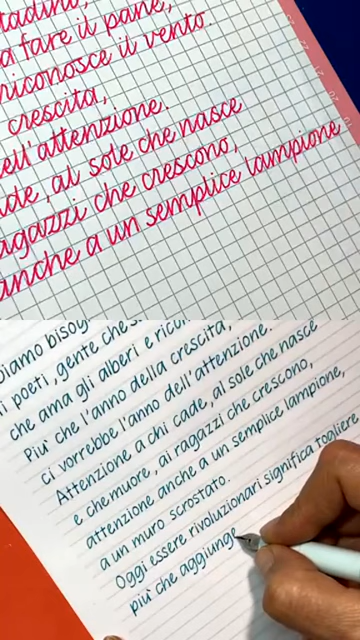 a fare il pane,
riconosce il vento.
crescita,
ell'attenzione.
ade, al sole che nasce
agazzi che crescono,
anche a un semplice lampione
biamo bisog
i poeti, gente che s
che ama gli alberi e ricon
Più che l'anno della crescita,
ci vorrebbe l'anno dell'attenzione.
Attenzione a chi cade, al sole che nasce
e che muore, ai ragazzi che crescono,
attenzione anche a un semplice lampione,
a un muro scrostato.
Oggi essere rivoluzionari significa togliere
più che aggiunge